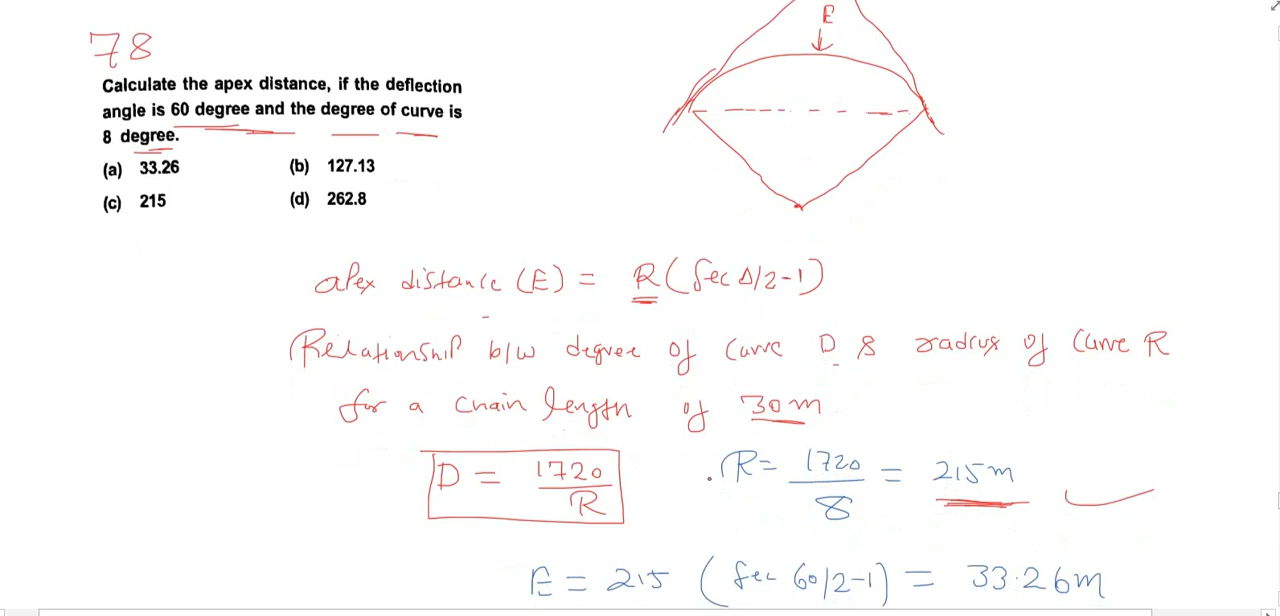 78
Calculate the apex distance, if the deflection
angle is 60 degree and the degree of curve is
8 degree.
(a) 33.26 (b) 127.13
(c) 215 (d) 262.8
E
apex distance (E) = R (Sec Δ/2-1)
Relationship b/w degree of Curve D & radius of Curve R
for a chain length of 30m
D = 1720/R R = 1720/8 = 215m
E = 215 (Sec 60/2-1) = 33.26m